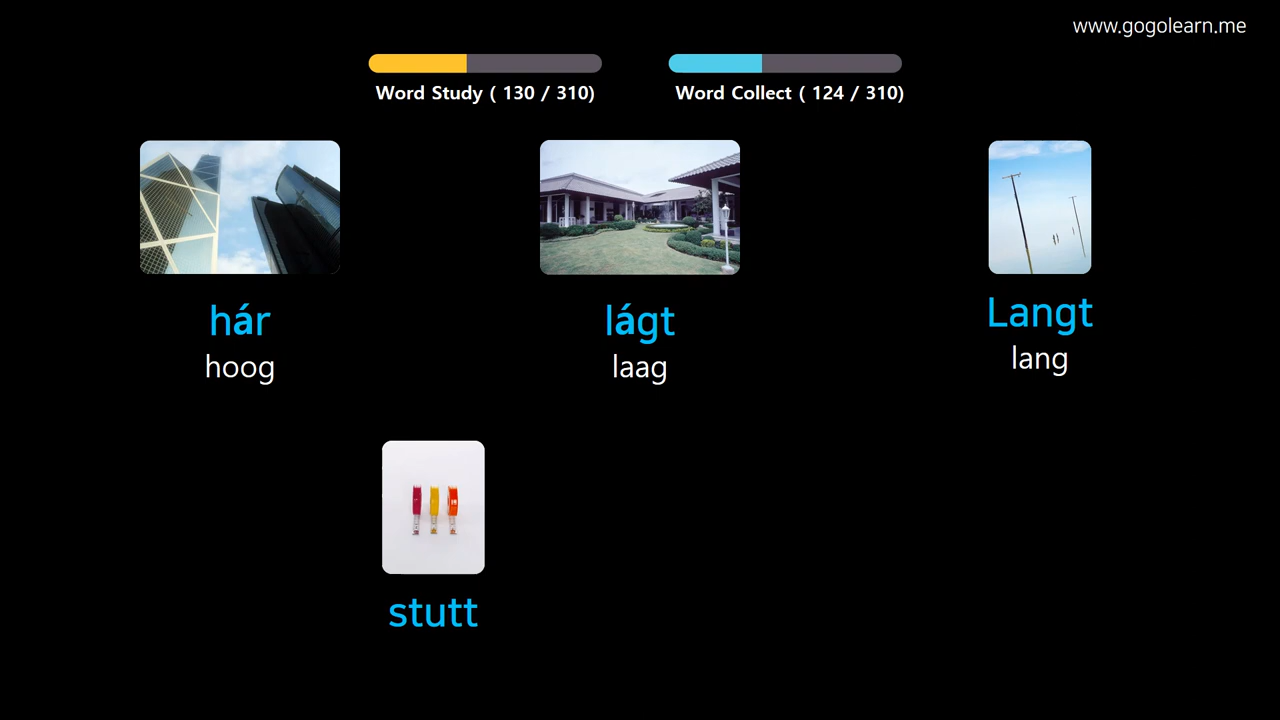 www.gogolearn.me
Word Study ( 130 / 310)
Word Collect ( 124 / 310)
hár
lágt
Langt
hoog
laag
lang
stutt